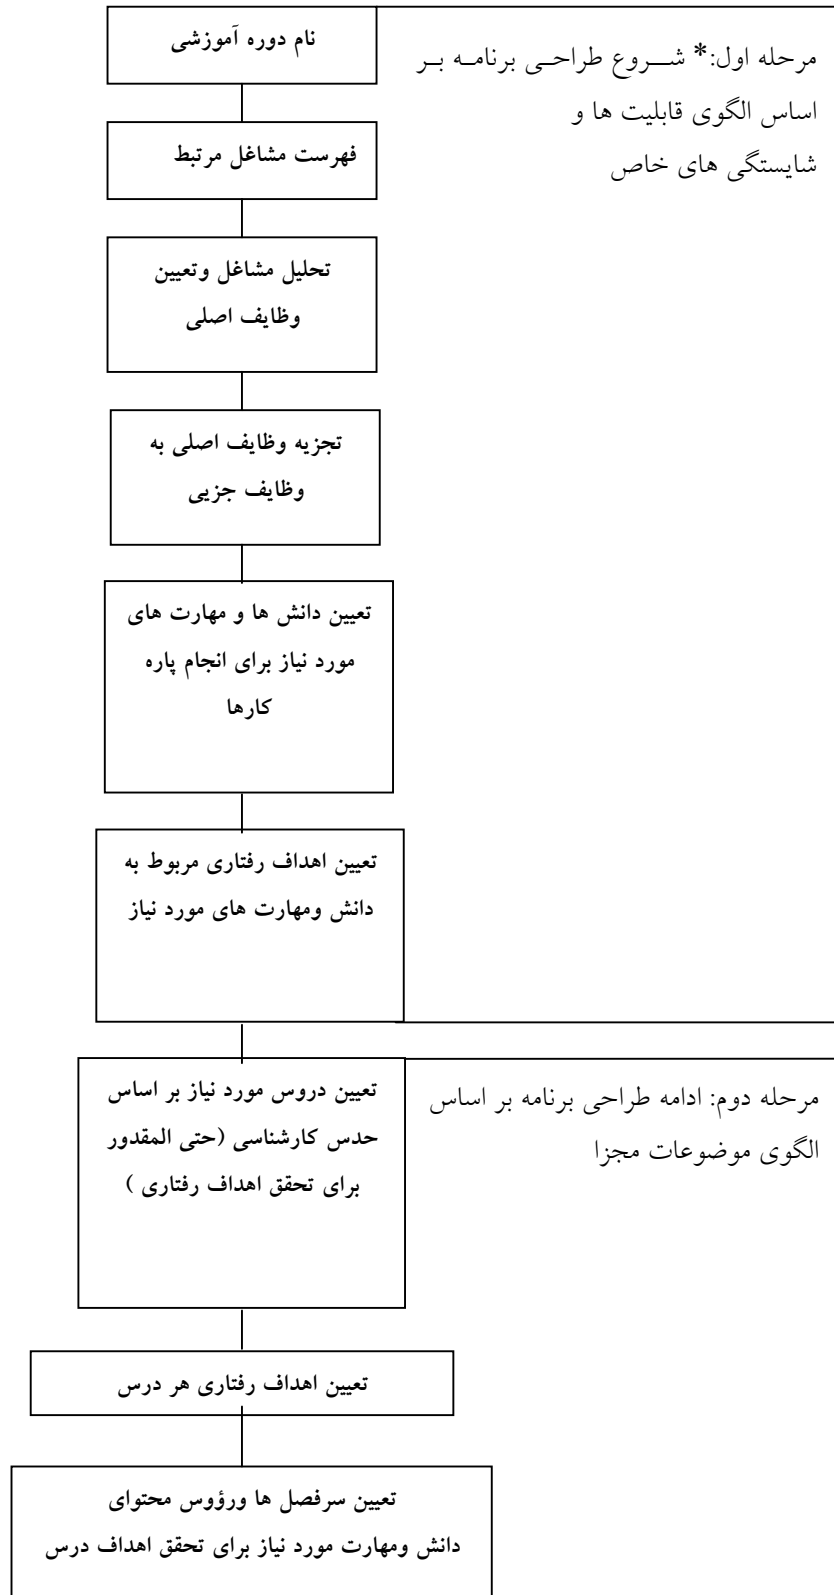 نام دوره آموزشی
مرحله اول:* شـــروع طراحـی برنامـه بـر
اساس الگوی قابلیت ها و
شایستگی های خاص
فهرست مشاغل مرتبط
تحلیل مشاغل وتعیین
وظایف اصلی
تجزیه وظایف اصلی به
وظایف جزیی
تعیین دانش ها و مهارت های
مورد نیاز برای انجام پاره
کارها
تعیین اهداف رفتاری مربوط به
دانش ومهارت های مورد نیاز
مرحله دوم: ادامه طراحی برنامه بر اساس
الگوی موضوعات مجزا
تعیین دروس مورد نیاز بر اساس
حدس کارشناسی (حتی المقدور
برای تحقق اهداف رفتاری )
تعیین اهداف رفتاری هر درس
تعیین سرفصل ها ورؤوس محتوای
دانش ومهارت مورد نیاز برای تحقق اهداف درس